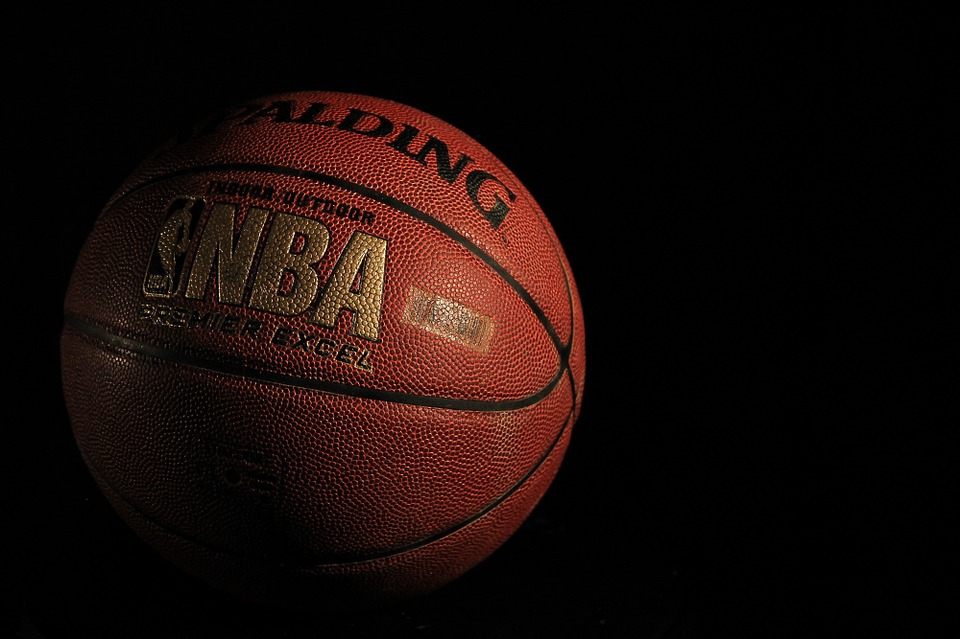 SPALDING
INDOOR/OUTDOOR
NBA
PREMIER EXCEL